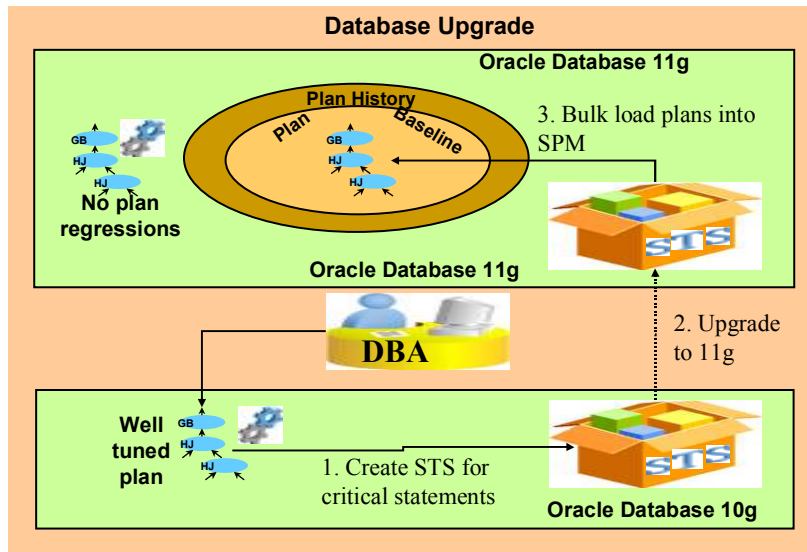 Database Upgrade
Oracle Database 11g
Plan History
Plan Baseline
GB
HJ
HJ
GB
HJ
HJ
No plan
regressions
3. Bulk load plans into
SPM
STS
Oracle Database 11g
DBA
2. Upgrade
to 11g
Well
tuned
plan
GB
HJ
HJ
1. Create STS for
critical statements
STS
Oracle Database 10g